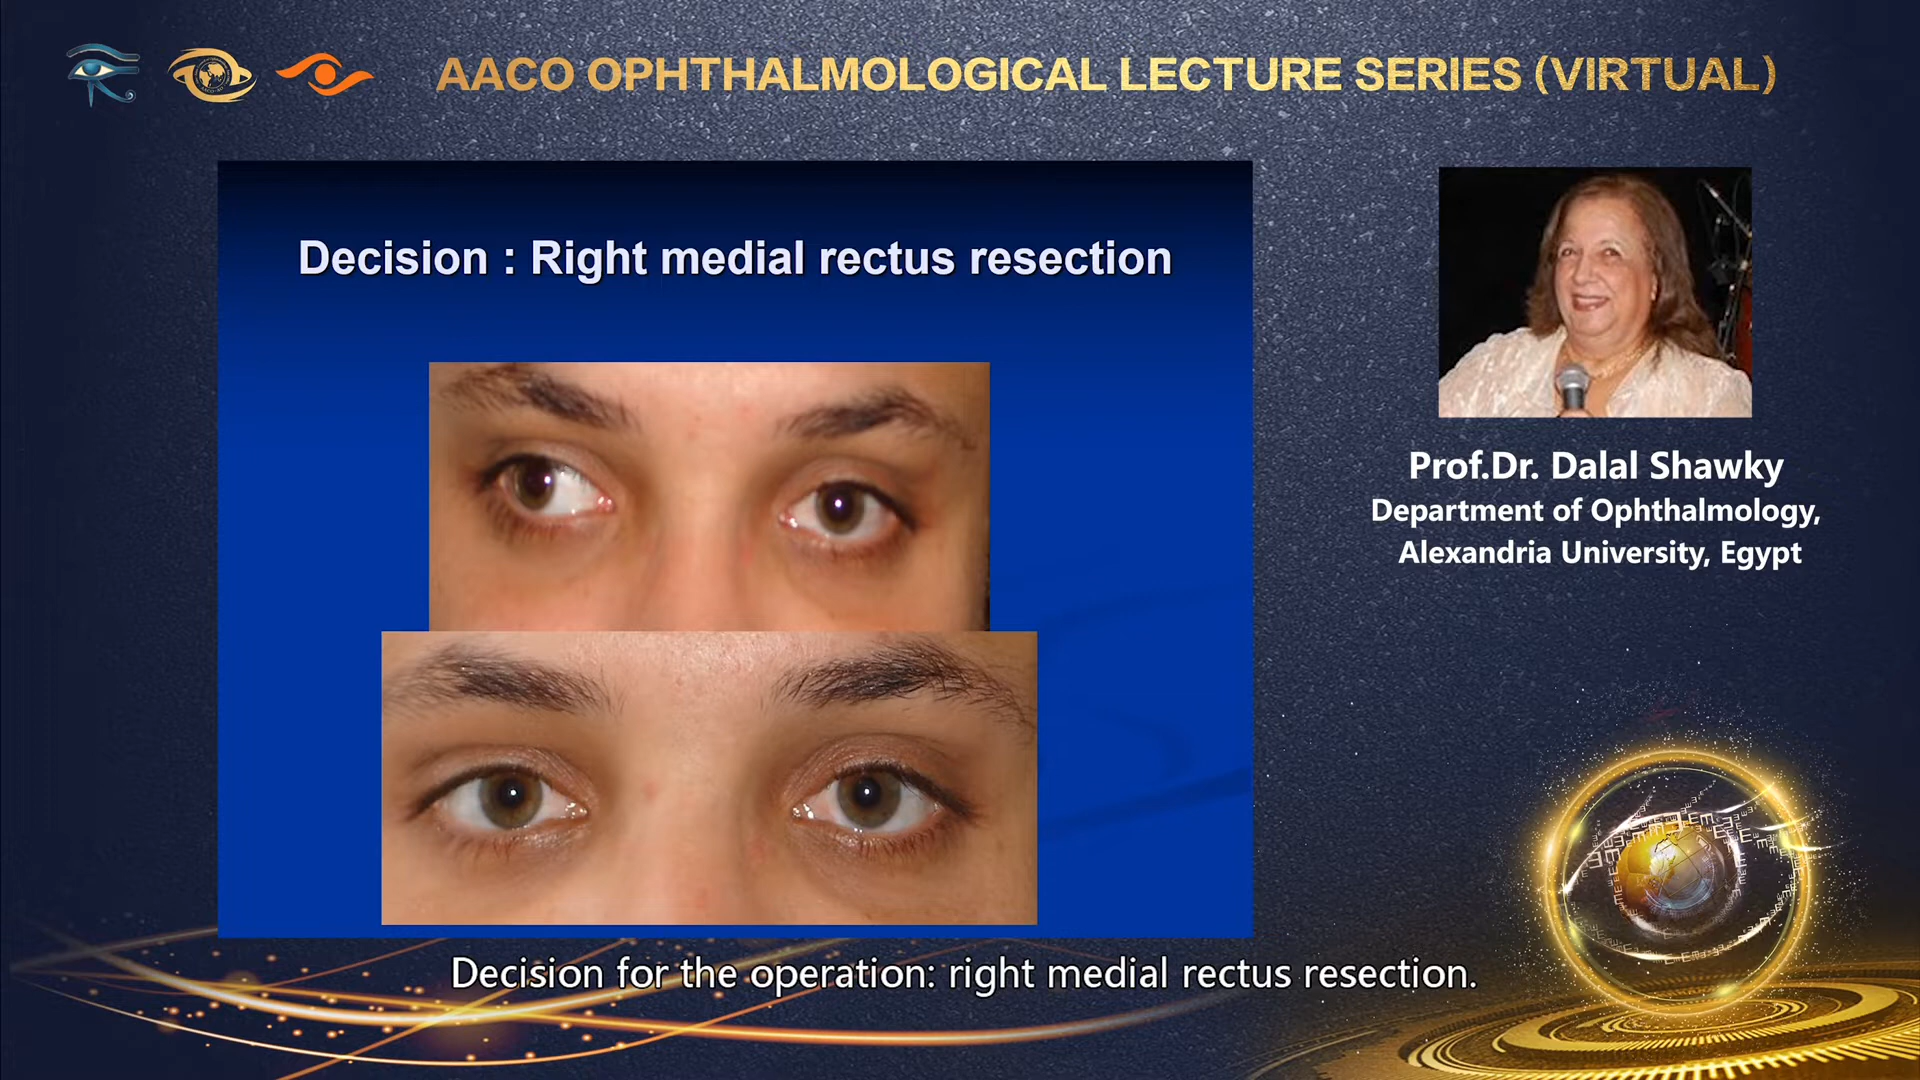 AACO OPHTHALMOLOGICAL LECTURE SERIES (VIRTUAL)
Decision : Right medial rectus resection
Prof.Dr. Dalal Shawky
Department of Ophthalmology,
Alexandria University, Egypt
Decision for the operation: right medial rectus resection.